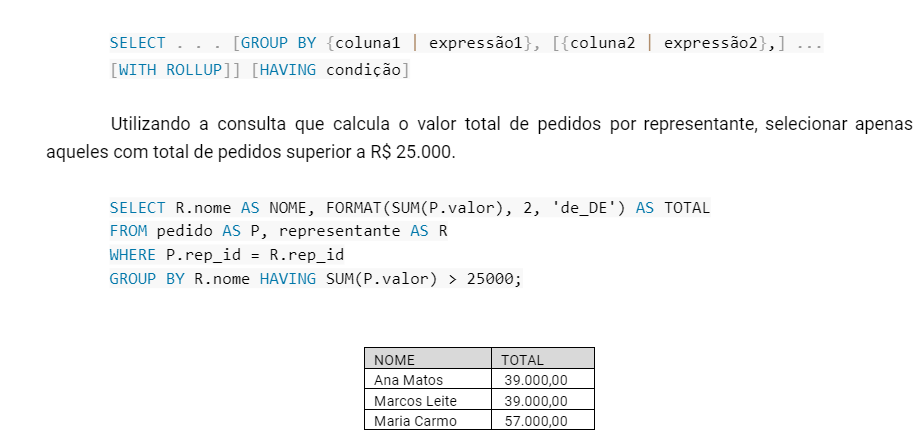 SELECT . . . [GROUP BY {coluna1 | expressão1}, [{coluna2 | expressão2},] ...
[WITH ROLLUP]] [HAVING condição]
Utilizando a consulta que calcula o valor total de pedidos por representante, selecionar apenas
aqueles com total de pedidos superior a R$ 25.000.
SELECT R.nome AS NOME, FORMAT(SUM(P.valor), 2, 'de_DE') AS TOTAL
FROM pedido AS P, representante AS R
WHERE P.rep_id = R.rep_id
GROUP BY R.nome HAVING SUM(P.valor) > 25000;
NOME TOTAL
Ana Matos 39.000,00
Marcos Leite 39.000,00
Maria Carmo 57.000,00